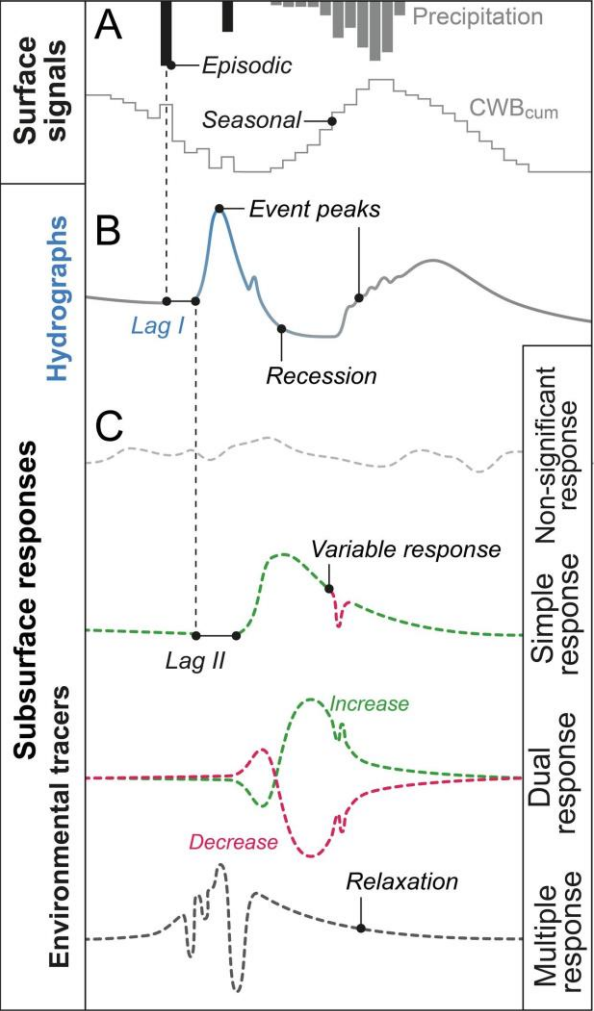 A
Precipitation
Episodic
Seasonal
CWBcum
Surface
signals
B
Event peaks
Lag I
Recession
Hydrographs
C
Non-significant
response
Variable response
Simple
response
Lag II
Subsurface responses
Increase
Dual
response
Decrease
Environmental tracers
Relaxation
Multiple
response